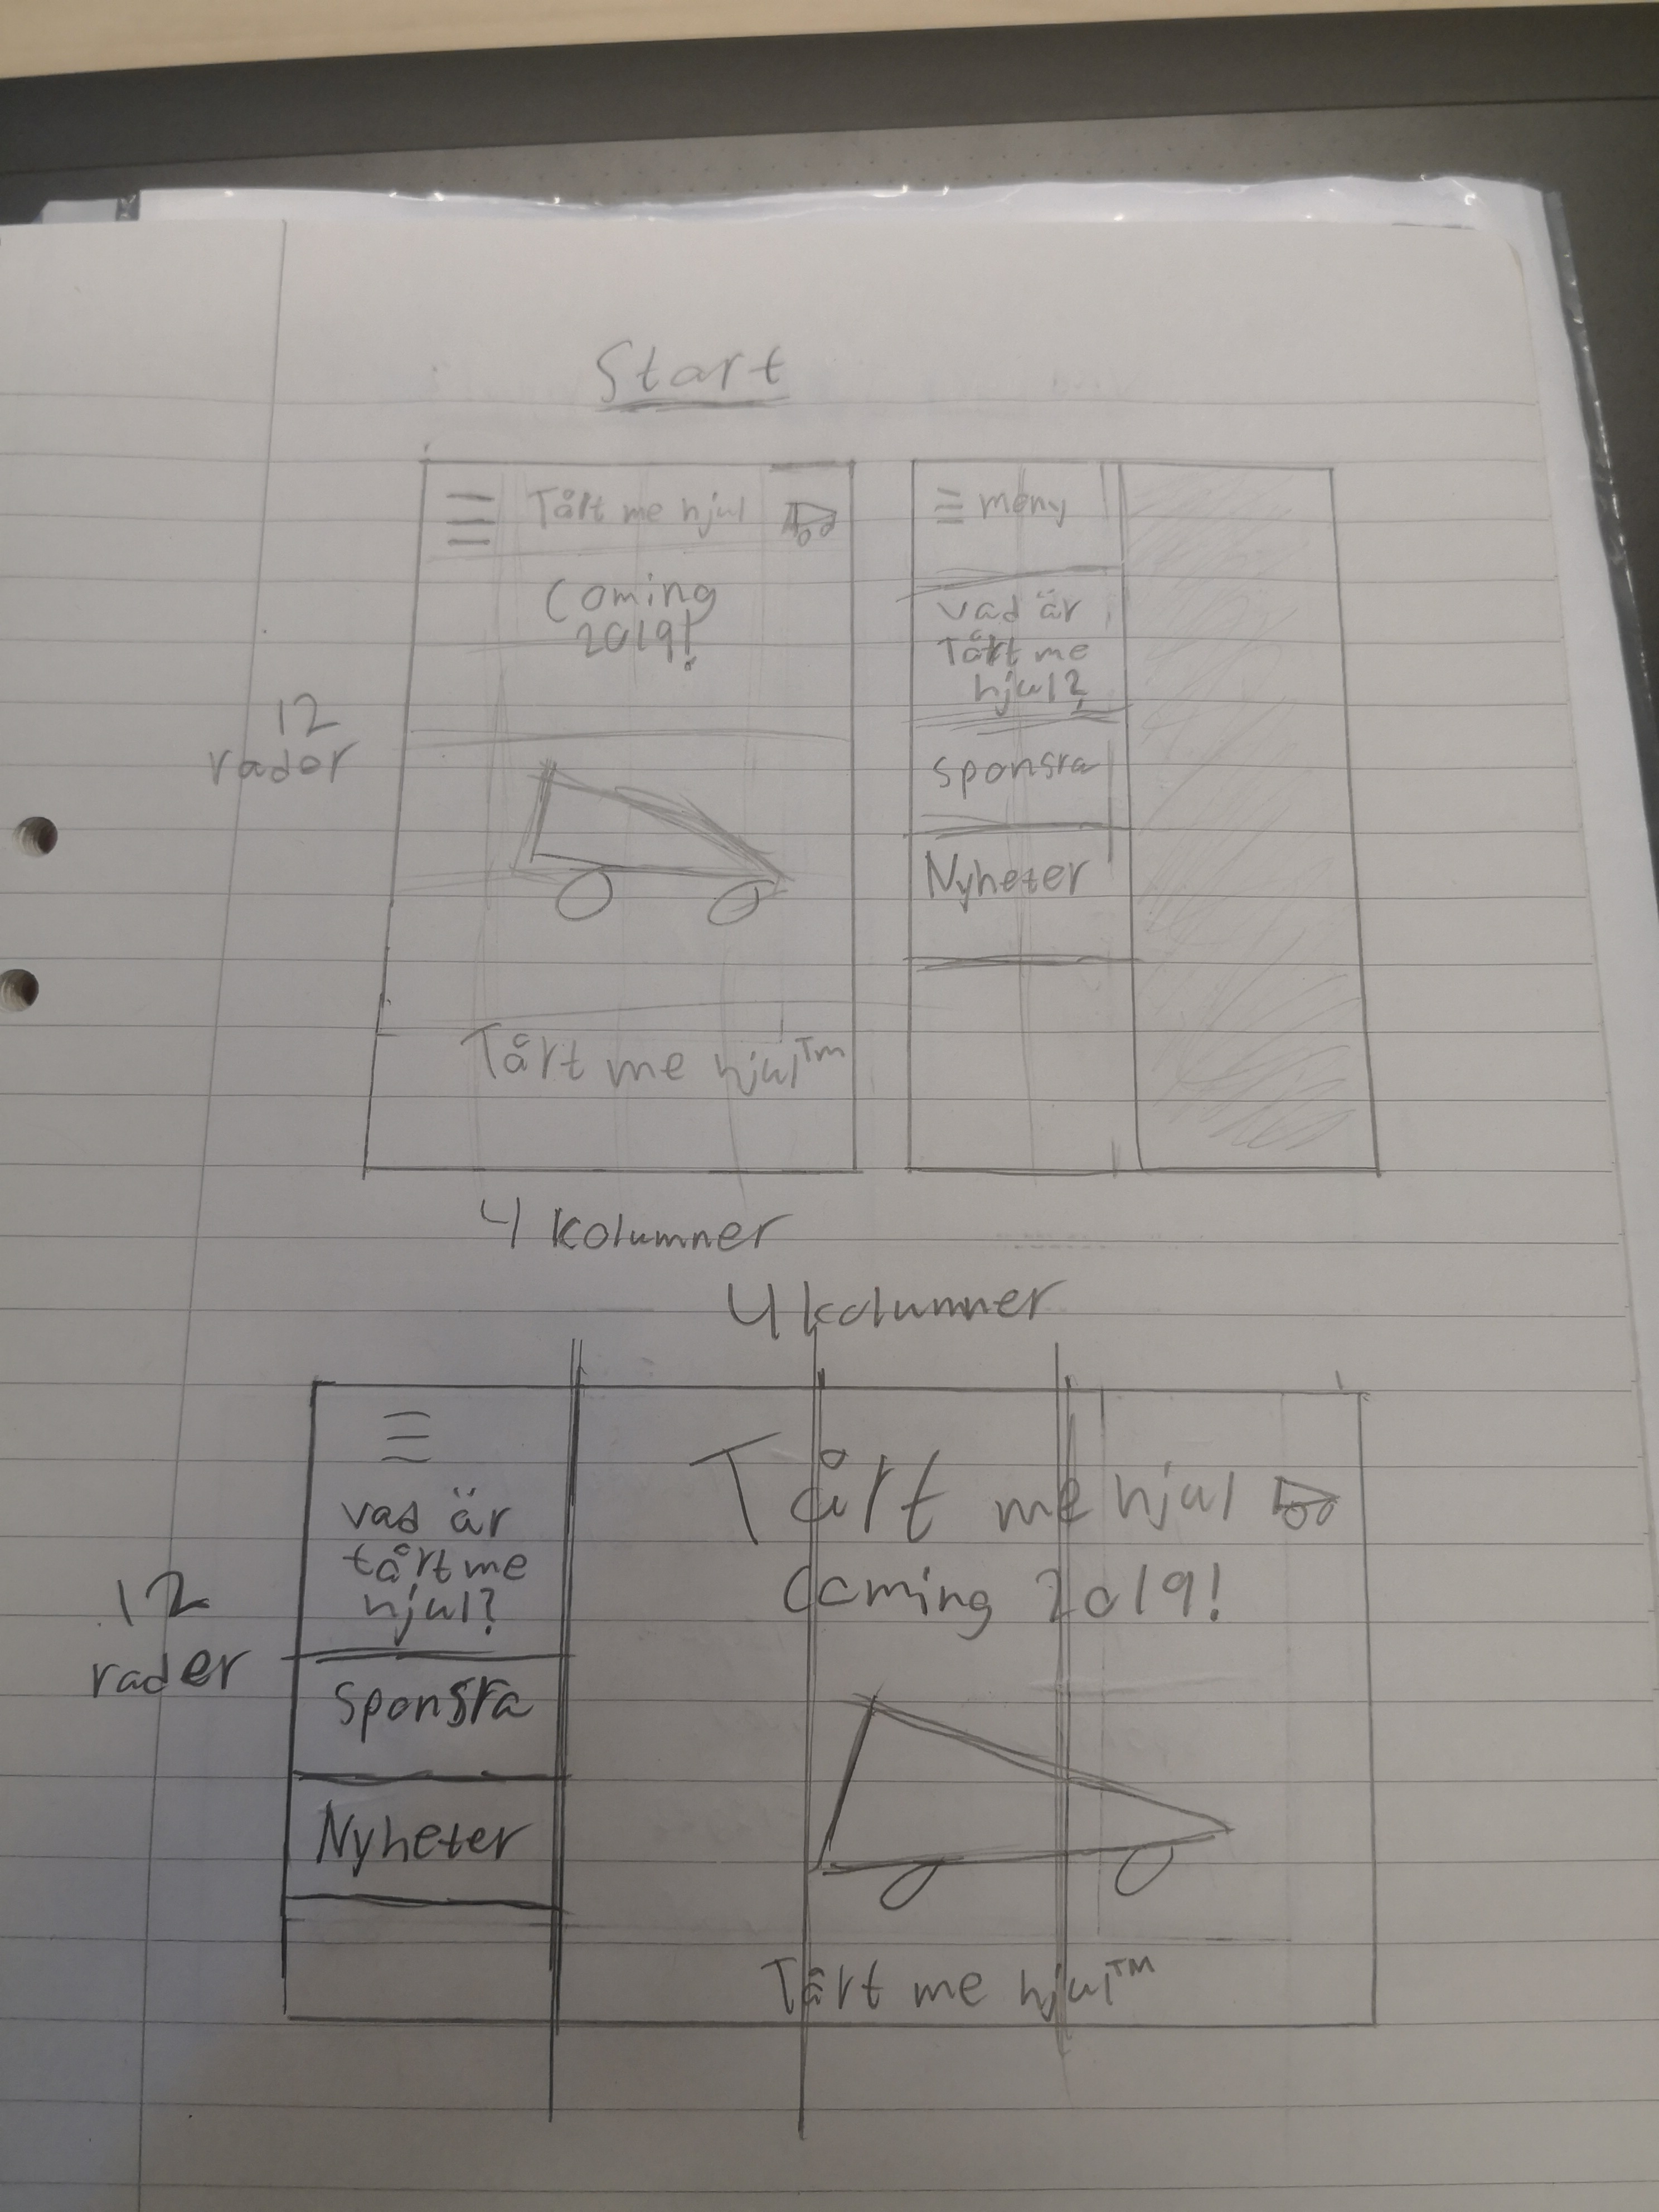 Start
Tårt me hjul
Coming
2019!
12
rader
Tårt me hjul™
meny
vad är
Tårt me
hjul?
sponsra
Nyheter
4 kolumner
4 kolumner
vad är
tårt me
hjul?
sponsra
Nyheter
12
rader
Tårt me hjul
coming 2019!
Tårt me hjul™